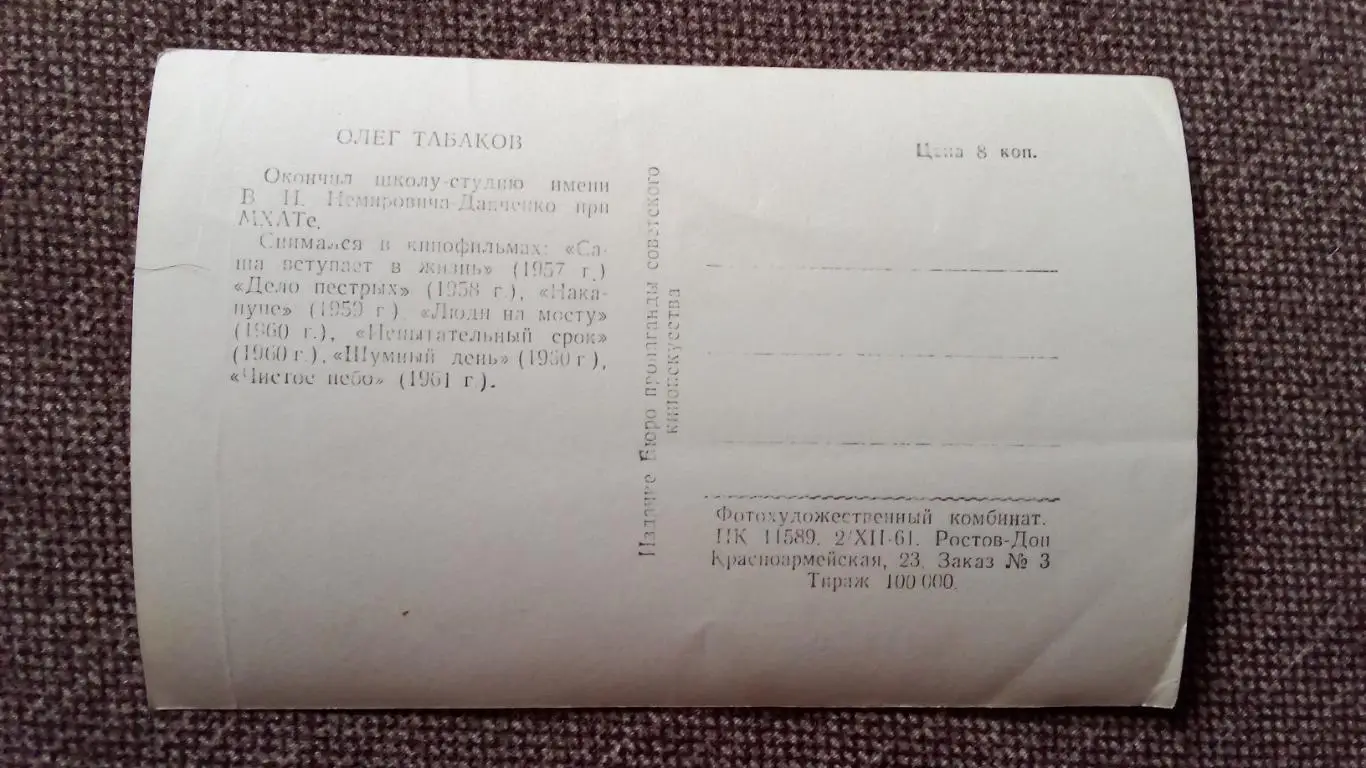 ОЛЕГ ТАБАКОВ
Окончил школу-студию имени
В. И. Немировича-Данченко при
МХАТе.
Снимался в кинофильмах: «Са-
ша вступает в жизнь» (1957 г.)
«Дело пестрых» (1958 г.), «Нака-
нуне» (1959 г.) «Люди на мосту»
(1960 г.), «Испытательный срок»
(1960 г.), «Шумный день» (1960 г),
«Чистое небо» (1961 г.).
Издание Бюро пропаганды советского
киноискусства
Цена 8 коп.
Фотохудожественный комбинат.
ПК 11589. 2/XII-61. Ростов-Дон
Красноармейская, 23. Заказ № 3
Тираж 100 000.